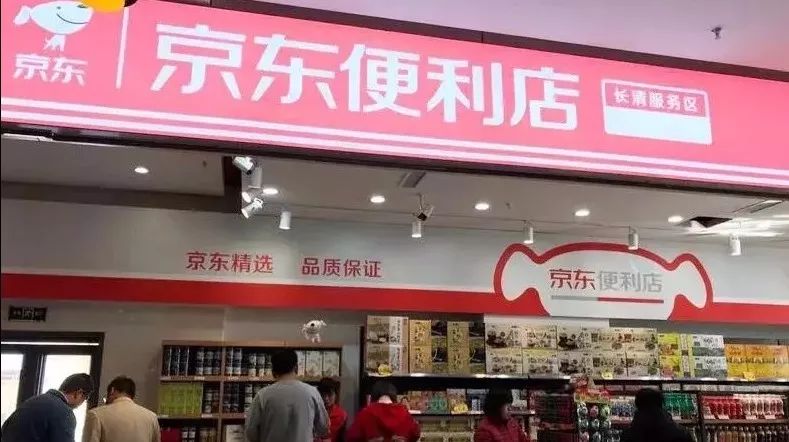 京东
京东便利店
长清服务区
京东精选 品质保证
京东便利店